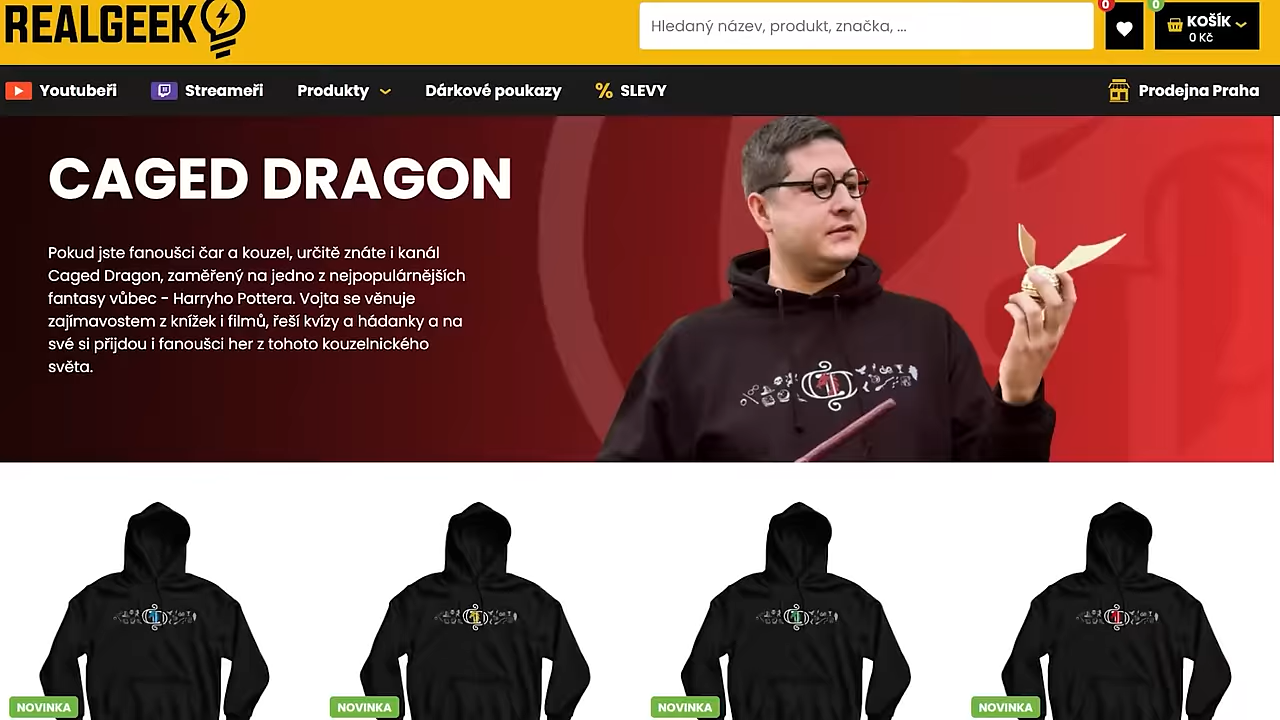 REALGEEK
Hledaný název, produkt, značka, ...
0
0
KOŠÍK
0 Kč
Youtubeři
Streameři
Produkty
Dárkové poukazy
% SLEVY
Prodejna Praha
CAGED DRAGON
Pokud jste fanoušci čar a kouzel, určitě znáte i kanál
Caged Dragon, zaměřený na jedno z nejpopulárnějších
fantasy vůbec - Harryho Pottera. Vojta se věnuje
zajímavostem z knížek i filmů, řeší kvízy a hádanky a na
své si přijdou i fanoušci her z tohoto kouzelnického
světa.
NOVINKA
NOVINKA
NOVINKA
NOVINKA